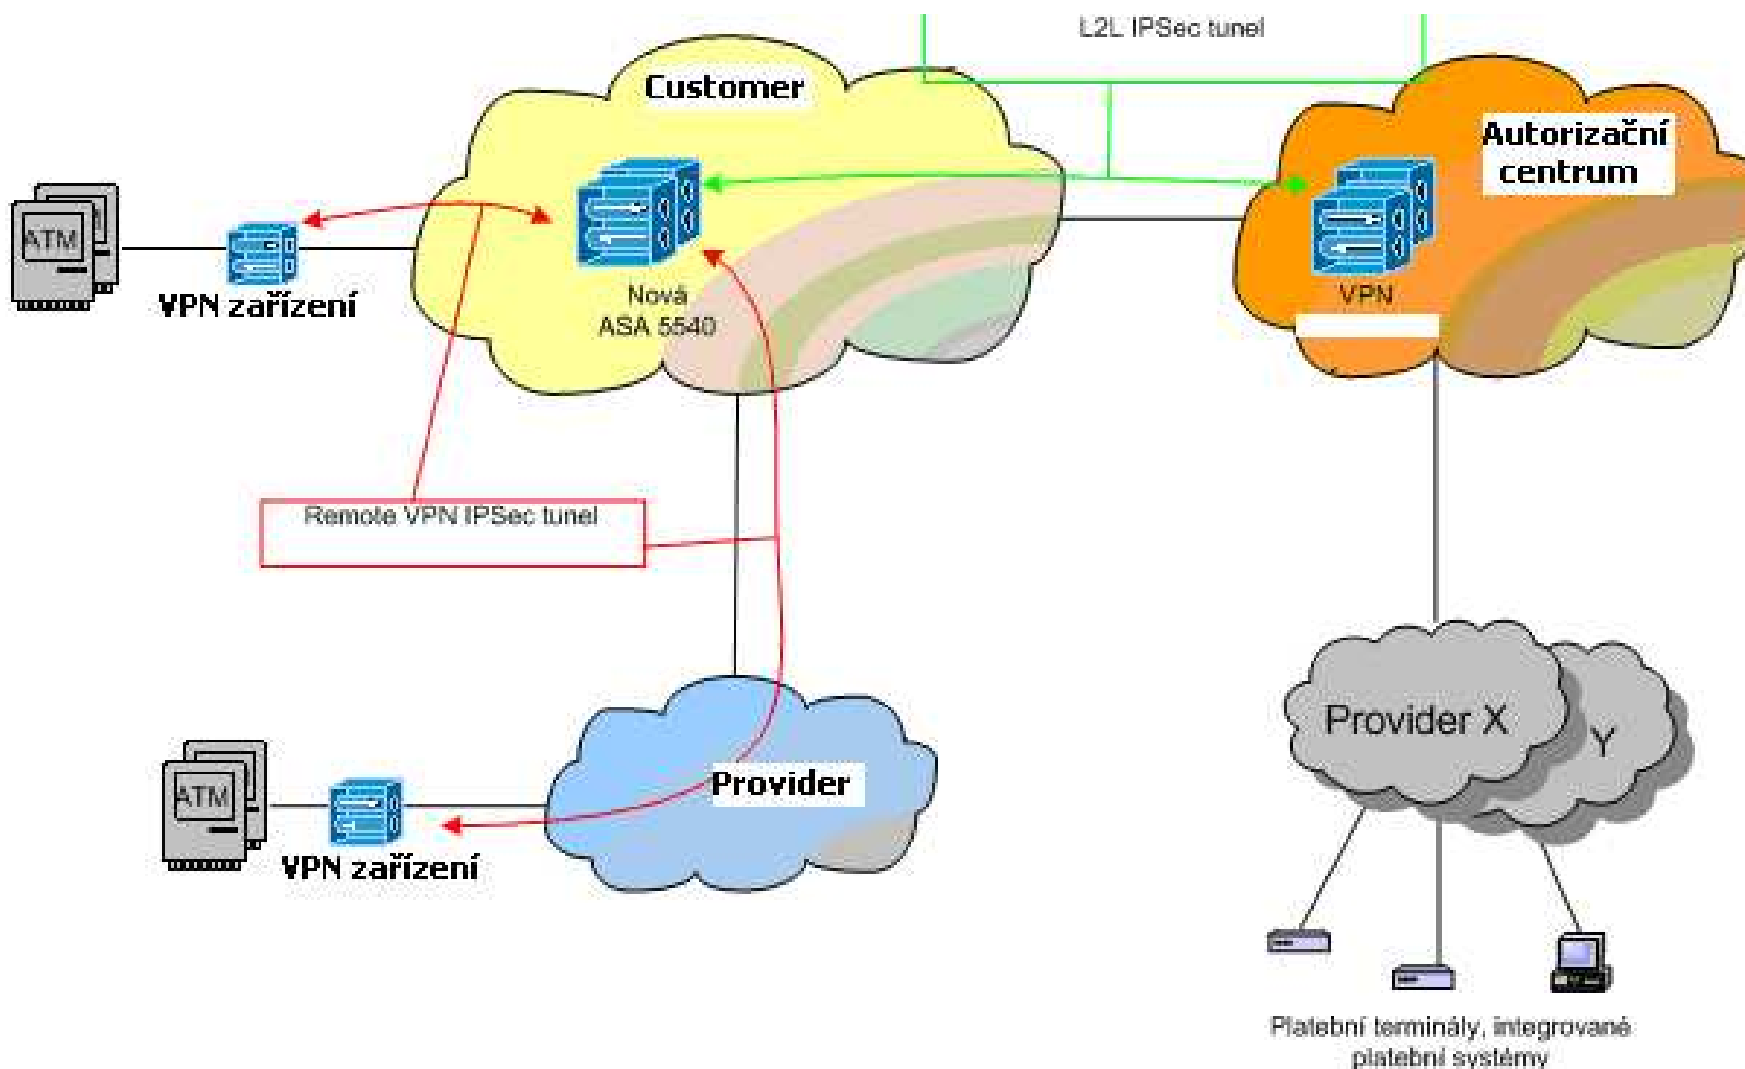 L2L IPSec tunel
Customer
Autorizační
centrum
ATM
VPN zařízení
Nová
ASA 5540
VPN
Remote VPN IPSec tunel
Provider X
Y
Provider
ATM
VPN zařízení
Platební terminály, integrované
platební systémy